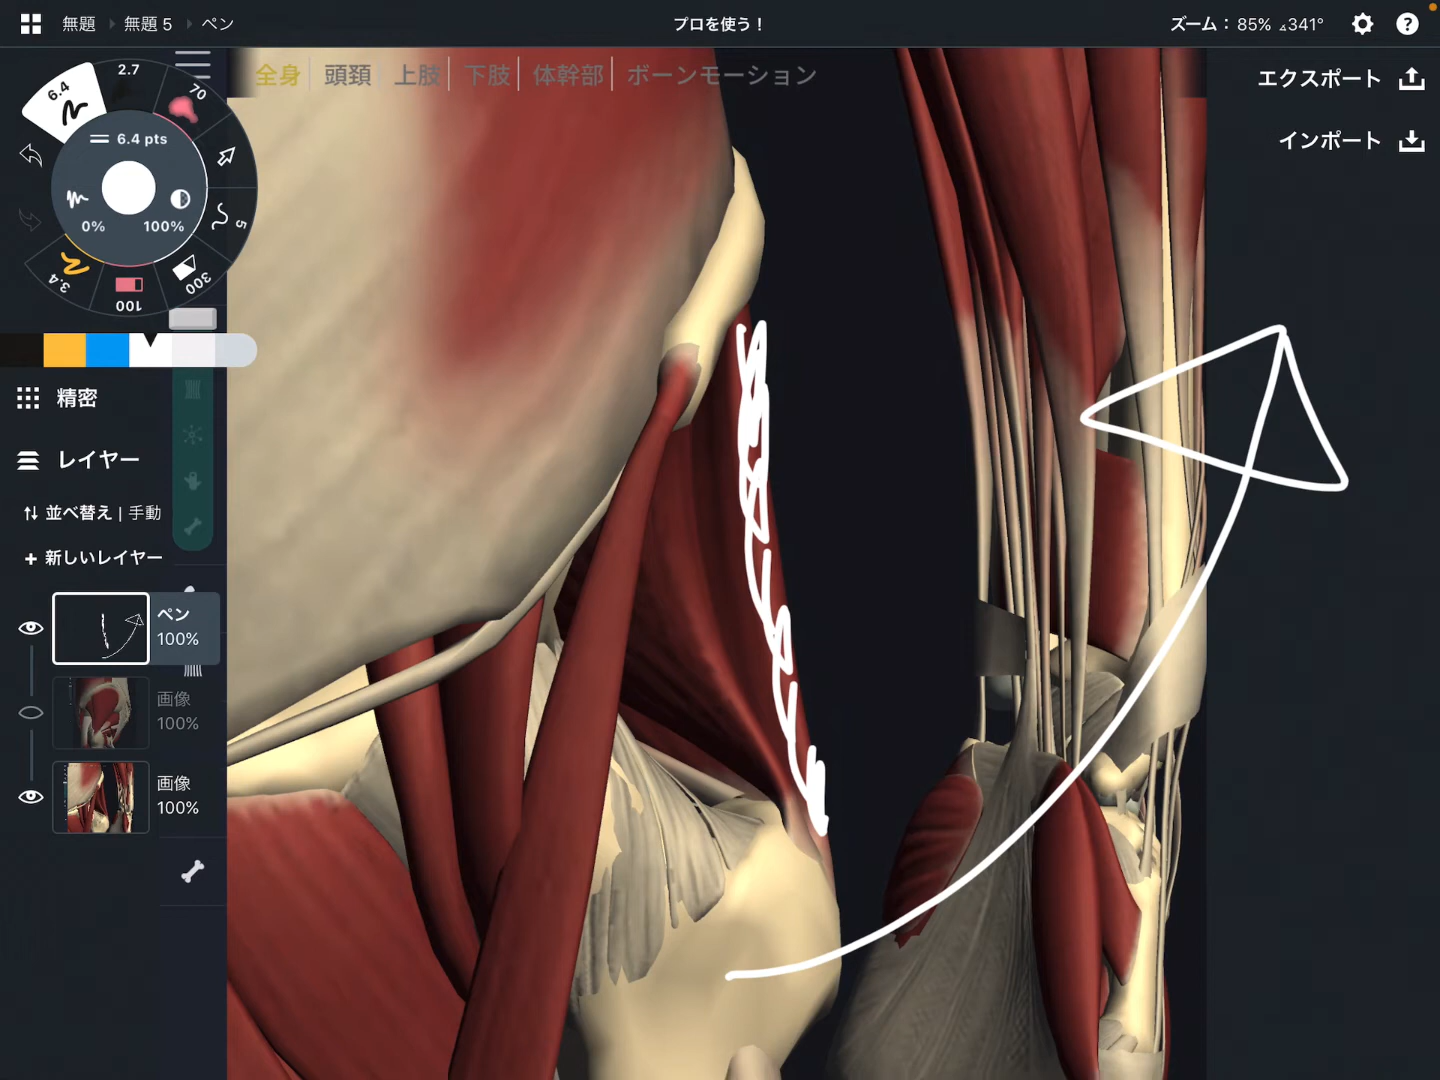 無題 無題 5 ペン
プロを使う！
ズーム： 85% ⊿341°
全身 頭頚 上肢 下肢 体幹部 ボーンモーション
エクスポート
インポート
6.4
2.7
70
5
300
100
3.4
6.4 pts
0% 100%
精密
レイヤー
並べ替え | 手動
+ 新しいレイヤー
ペン
100%
画像
100%
画像
100%